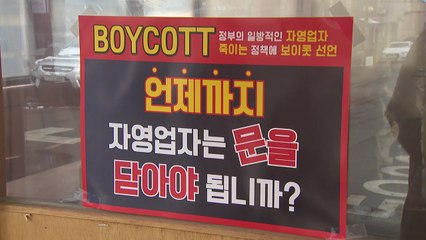 BOYCOTT
정부의 일방적인 자영업자
죽이는 정책에 보이콧 선언
언제까지
자영업자는 문을
닫아야 됩니까?